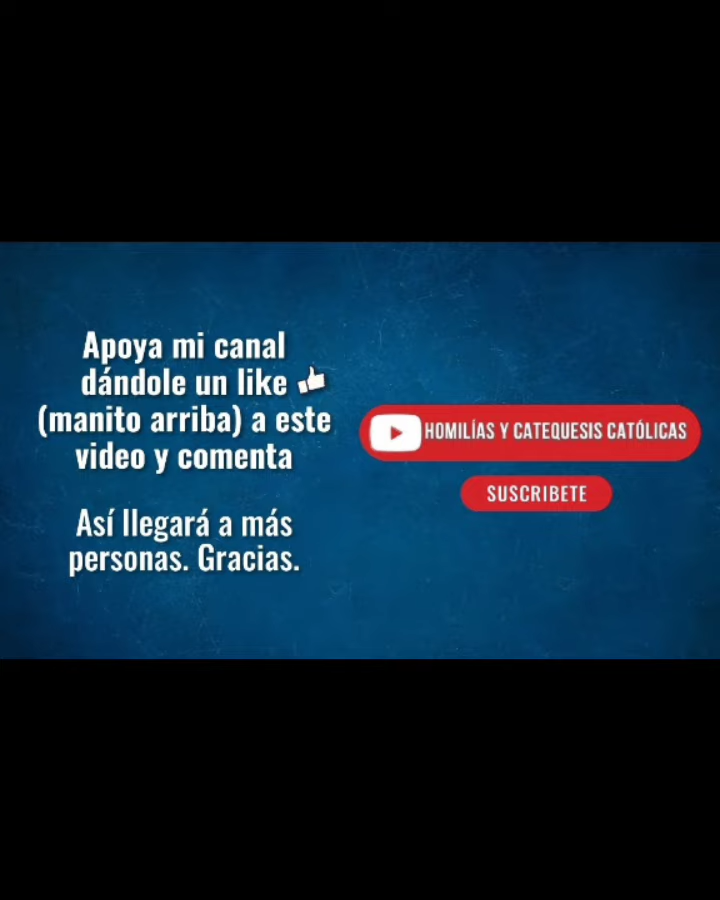 Apoya mi canal
dándole un like
(manito arriba) a este
video y comenta
Así llegará a más
personas. Gracias.
HOMILÍAS Y CATEQUESIS CATÓLICAS
SUSCRIBETE